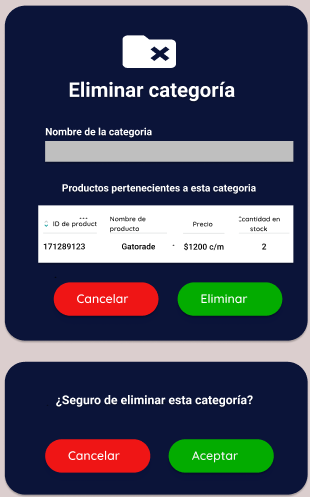 Eliminar categoría
Nombre de la categoria
Productos pertenecientes a esta categoria
ID de product Nombre de producto Precio Ccantidad en stock
171289123 Gatorade $1200 c/m 2
Cancelar Eliminar
¿Seguro de eliminar esta categoría?
Cancelar Aceptar